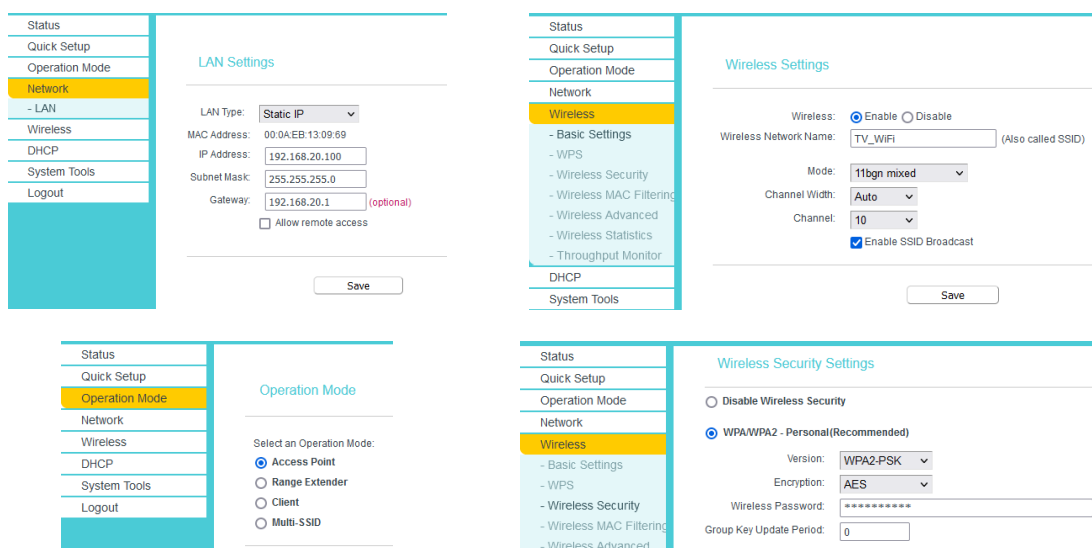 Status
Quick Setup
Operation Mode
Network
- LAN
Wireless
DHCP
System Tools
Logout
LAN Settings
LAN Type: Static IP
MAC Address: 00:0A:EB:13:09:69
IP Address: 192.168.20.100
Subnet Mask: 255.255.255.0
Gateway: 192.168.20.1 (optional)
Allow remote access
Save
Status
Quick Setup
Operation Mode
Network
Wireless
- Basic Settings
- WPS
- Wireless Security
- Wireless MAC Filtering
- Wireless Advanced
- Wireless Statistics
- Throughput Monitor
DHCP
System Tools
Wireless Settings
Wireless: Enable Disable
Wireless Network Name: TV_WiFi (Also called SSID)
Mode: 11bgn mixed
Channel Width: Auto
Channel: 10
Enable SSID Broadcast
Save
Status
Quick Setup
Operation Mode
Network
Wireless
DHCP
System Tools
Logout
Operation Mode
Select an Operation Mode:
Access Point
Range Extender
Client
Multi-SSID
Status
Quick Setup
Operation Mode
Network
Wireless
- Basic Settings
- WPS
- Wireless Security
- Wireless MAC Filtering
- Wireless Advanced
Wireless Security Settings
Disable Wireless Security
WPA/WPA2 - Personal(Recommended)
Version: WPA2-PSK
Encryption: AES
Wireless Password: **********
Group Key Update Period: 0